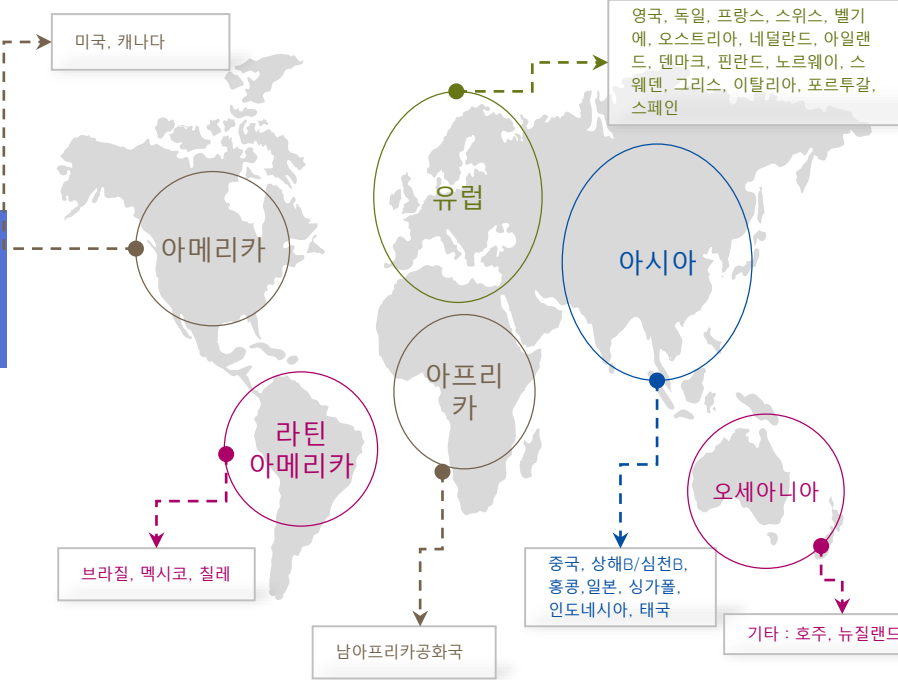 미국, 캐나다
영국, 독일, 프랑스, 스위스, 벨기
에, 오스트리아, 네덜란드, 아일랜
드, 덴마크, 핀란드, 노르웨이, 스
웨덴, 그리스, 이탈리아, 포르투갈,
스페인
유럽
아메리카
아시아
아프리
카
라틴
아메리카
오세아니아
브라질, 멕시코, 칠레
중국, 상해B/심천B,
홍콩,일본, 싱가폴,
인도네시아, 태국
기타 : 호주, 뉴질랜드
남아프리카공화국